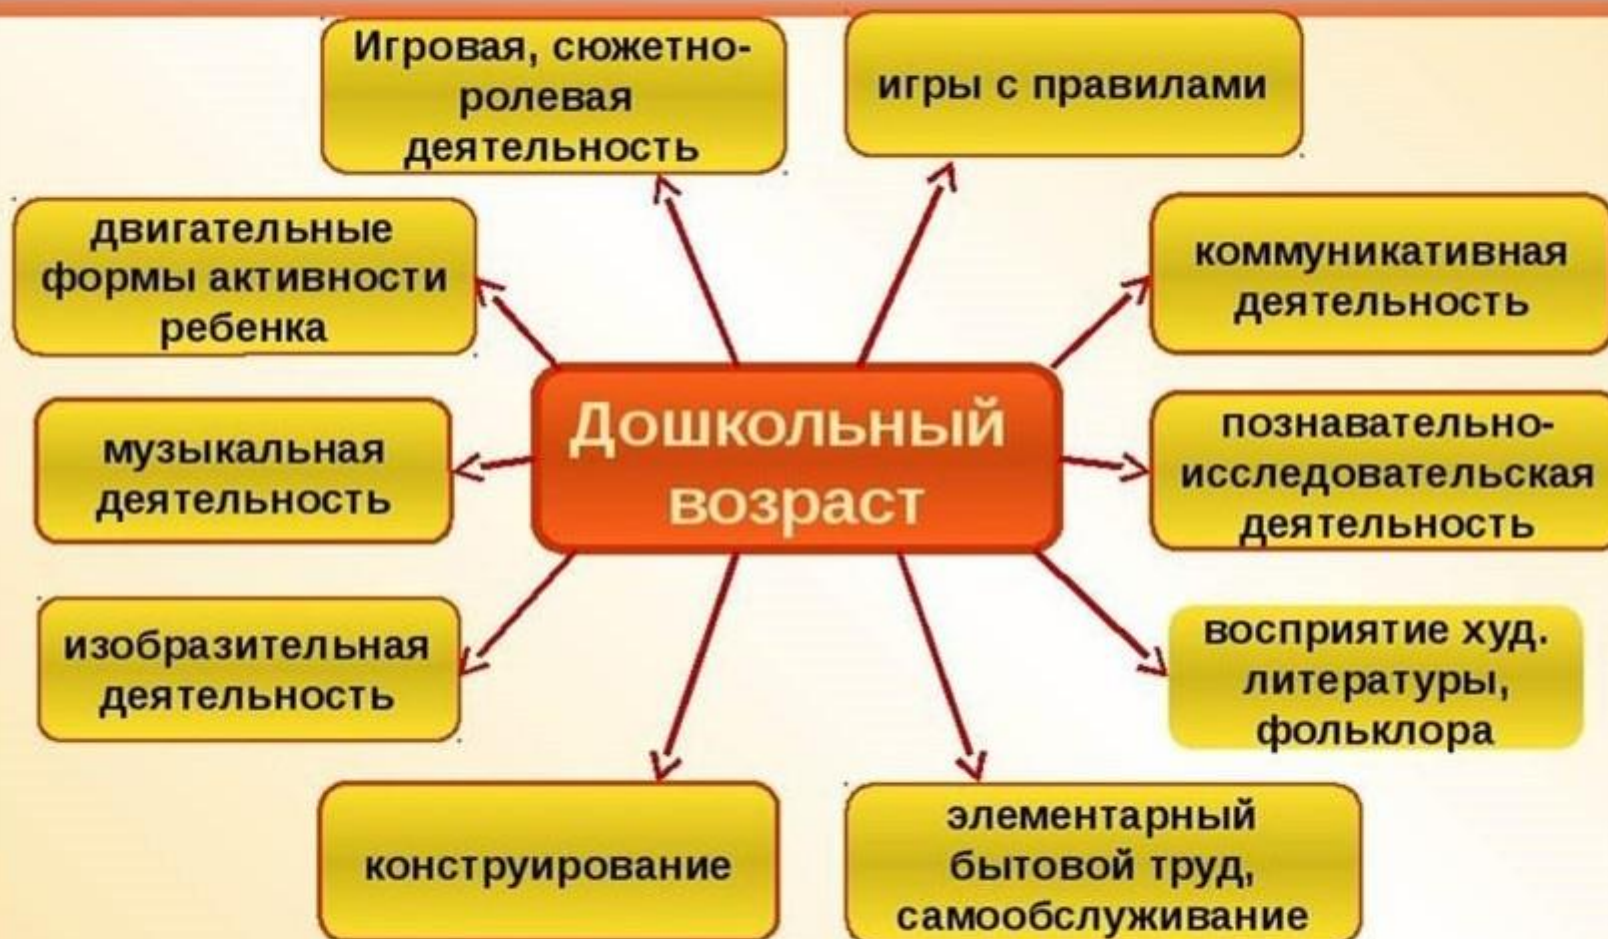 Игровая, сюжетно-
ролевая
деятельность
игры с правилами
двигательные
формы активности
ребенка
коммуникативная
деятельность
Дошкольный
возраст
музыкальная
деятельность
познавательно-
исследовательская
деятельность
изобразительная
деятельность
восприятие худ.
литературы,
фольклора
конструирование
элементарный
бытовой труд,
самообслуживание